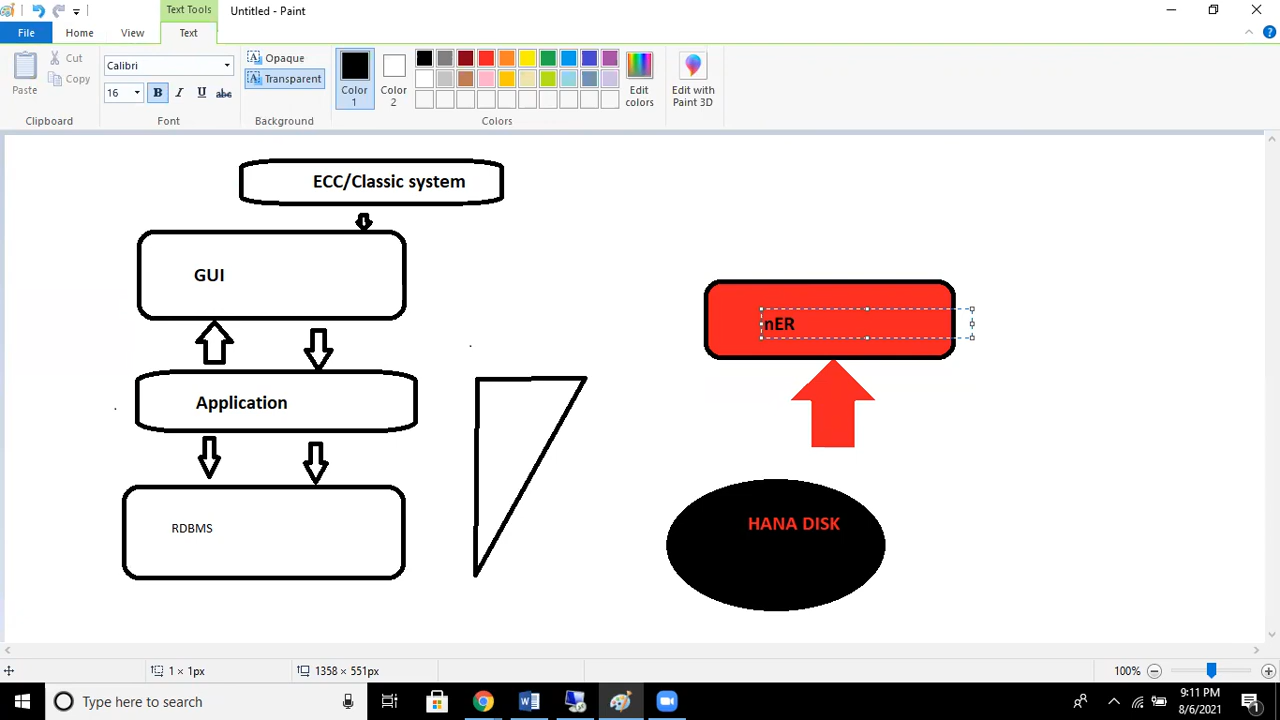 Text Tools
Untitled - Paint
File
Home
View
Text
Paste
Cut
Copy
Clipboard
Calibri
16
B
I
U
abc
Font
Opaque
Transparent
Background
Color 1
Color 2
Edit colors
Colors
Edit with Paint 3D
ECC/Classic system
GUI
nER
Application
RDBMS
HANA DISK
1 × 1px
1358 × 551px
100%
Type here to search
9:11 PM
8/6/2021
1